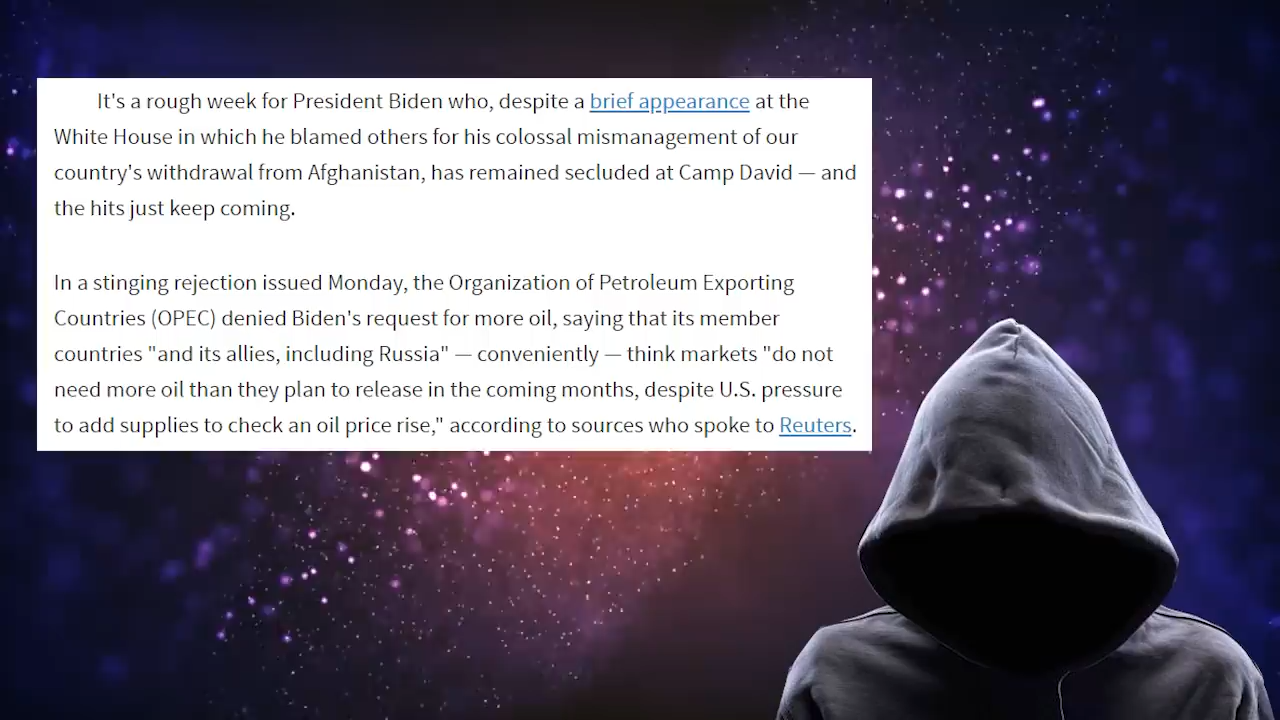 It's a rough week for President Biden who, despite a brief appearance at the
White House in which he blamed others for his colossal mismanagement of our
country's withdrawal from Afghanistan, has remained secluded at Camp David — and
the hits just keep coming.
In a stinging rejection issued Monday, the Organization of Petroleum Exporting
Countries (OPEC) denied Biden's request for more oil, saying that its member
countries "and its allies, including Russia" — conveniently — think markets "do not
need more oil than they plan to release in the coming months, despite U.S. pressure
to add supplies to check an oil price rise," according to sources who spoke to Reuters.